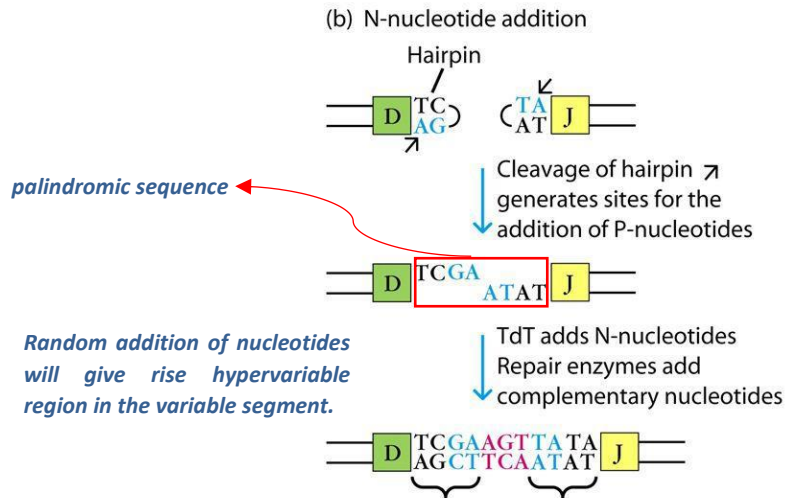 (b) N-nucleotide addition
Hairpin
D TC TA J
AG AT
palindromic sequence
Cleavage of hairpin
generates sites for the
addition of P-nucleotides
D TCGA J
ATAT
Random addition of nucleotides
will give rise hypervariable
region in the variable segment.
TdT adds N-nucleotides
Repair enzymes add
complementary nucleotides
D TCGAAGTTATA J
AGCTTCAATAT